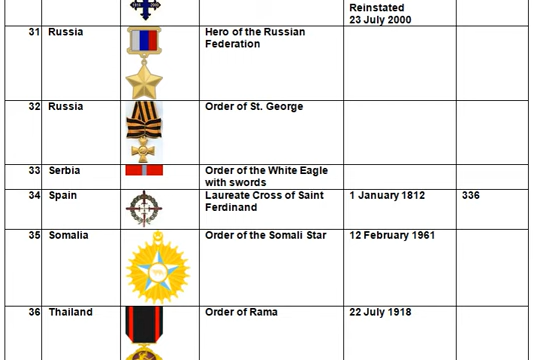 Reinstated
23 July 2000
31 Russia Hero of the Russian
Federation
32 Russia Order of St. George
33 Serbia Order of the White Eagle
with swords
34 Spain Laureate Cross of Saint 1 January 1812 336
Ferdinand
35 Somalia Order of the Somali Star 12 February 1961
36 Thailand Order of Rama 22 July 1918